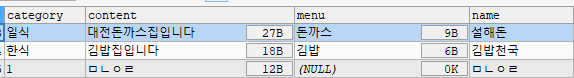 category content menu name
일식 대전돈까스집입니다 27B 돈까스 9B 설해돈
한식 김밥집입니다 18B 김밥 6B 김밥천국
1 ㅁㄴㅇㄹ 12B (NULL) 0K ㅁㄴㅇㄹ